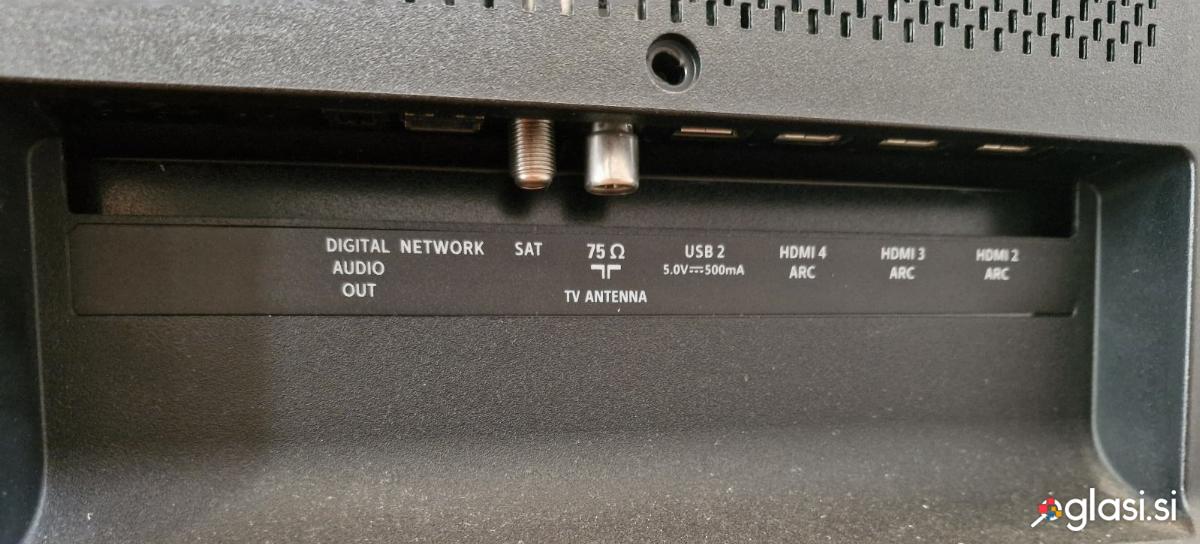 DIGITAL
AUDIO
OUT
NETWORK
SAT
75 Ω
TV ANTENNA
USB 2
5.0V⎓500mA
HDMI 4
ARC
HDMI 3
ARC
HDMI 2
ARC
oglasi.si